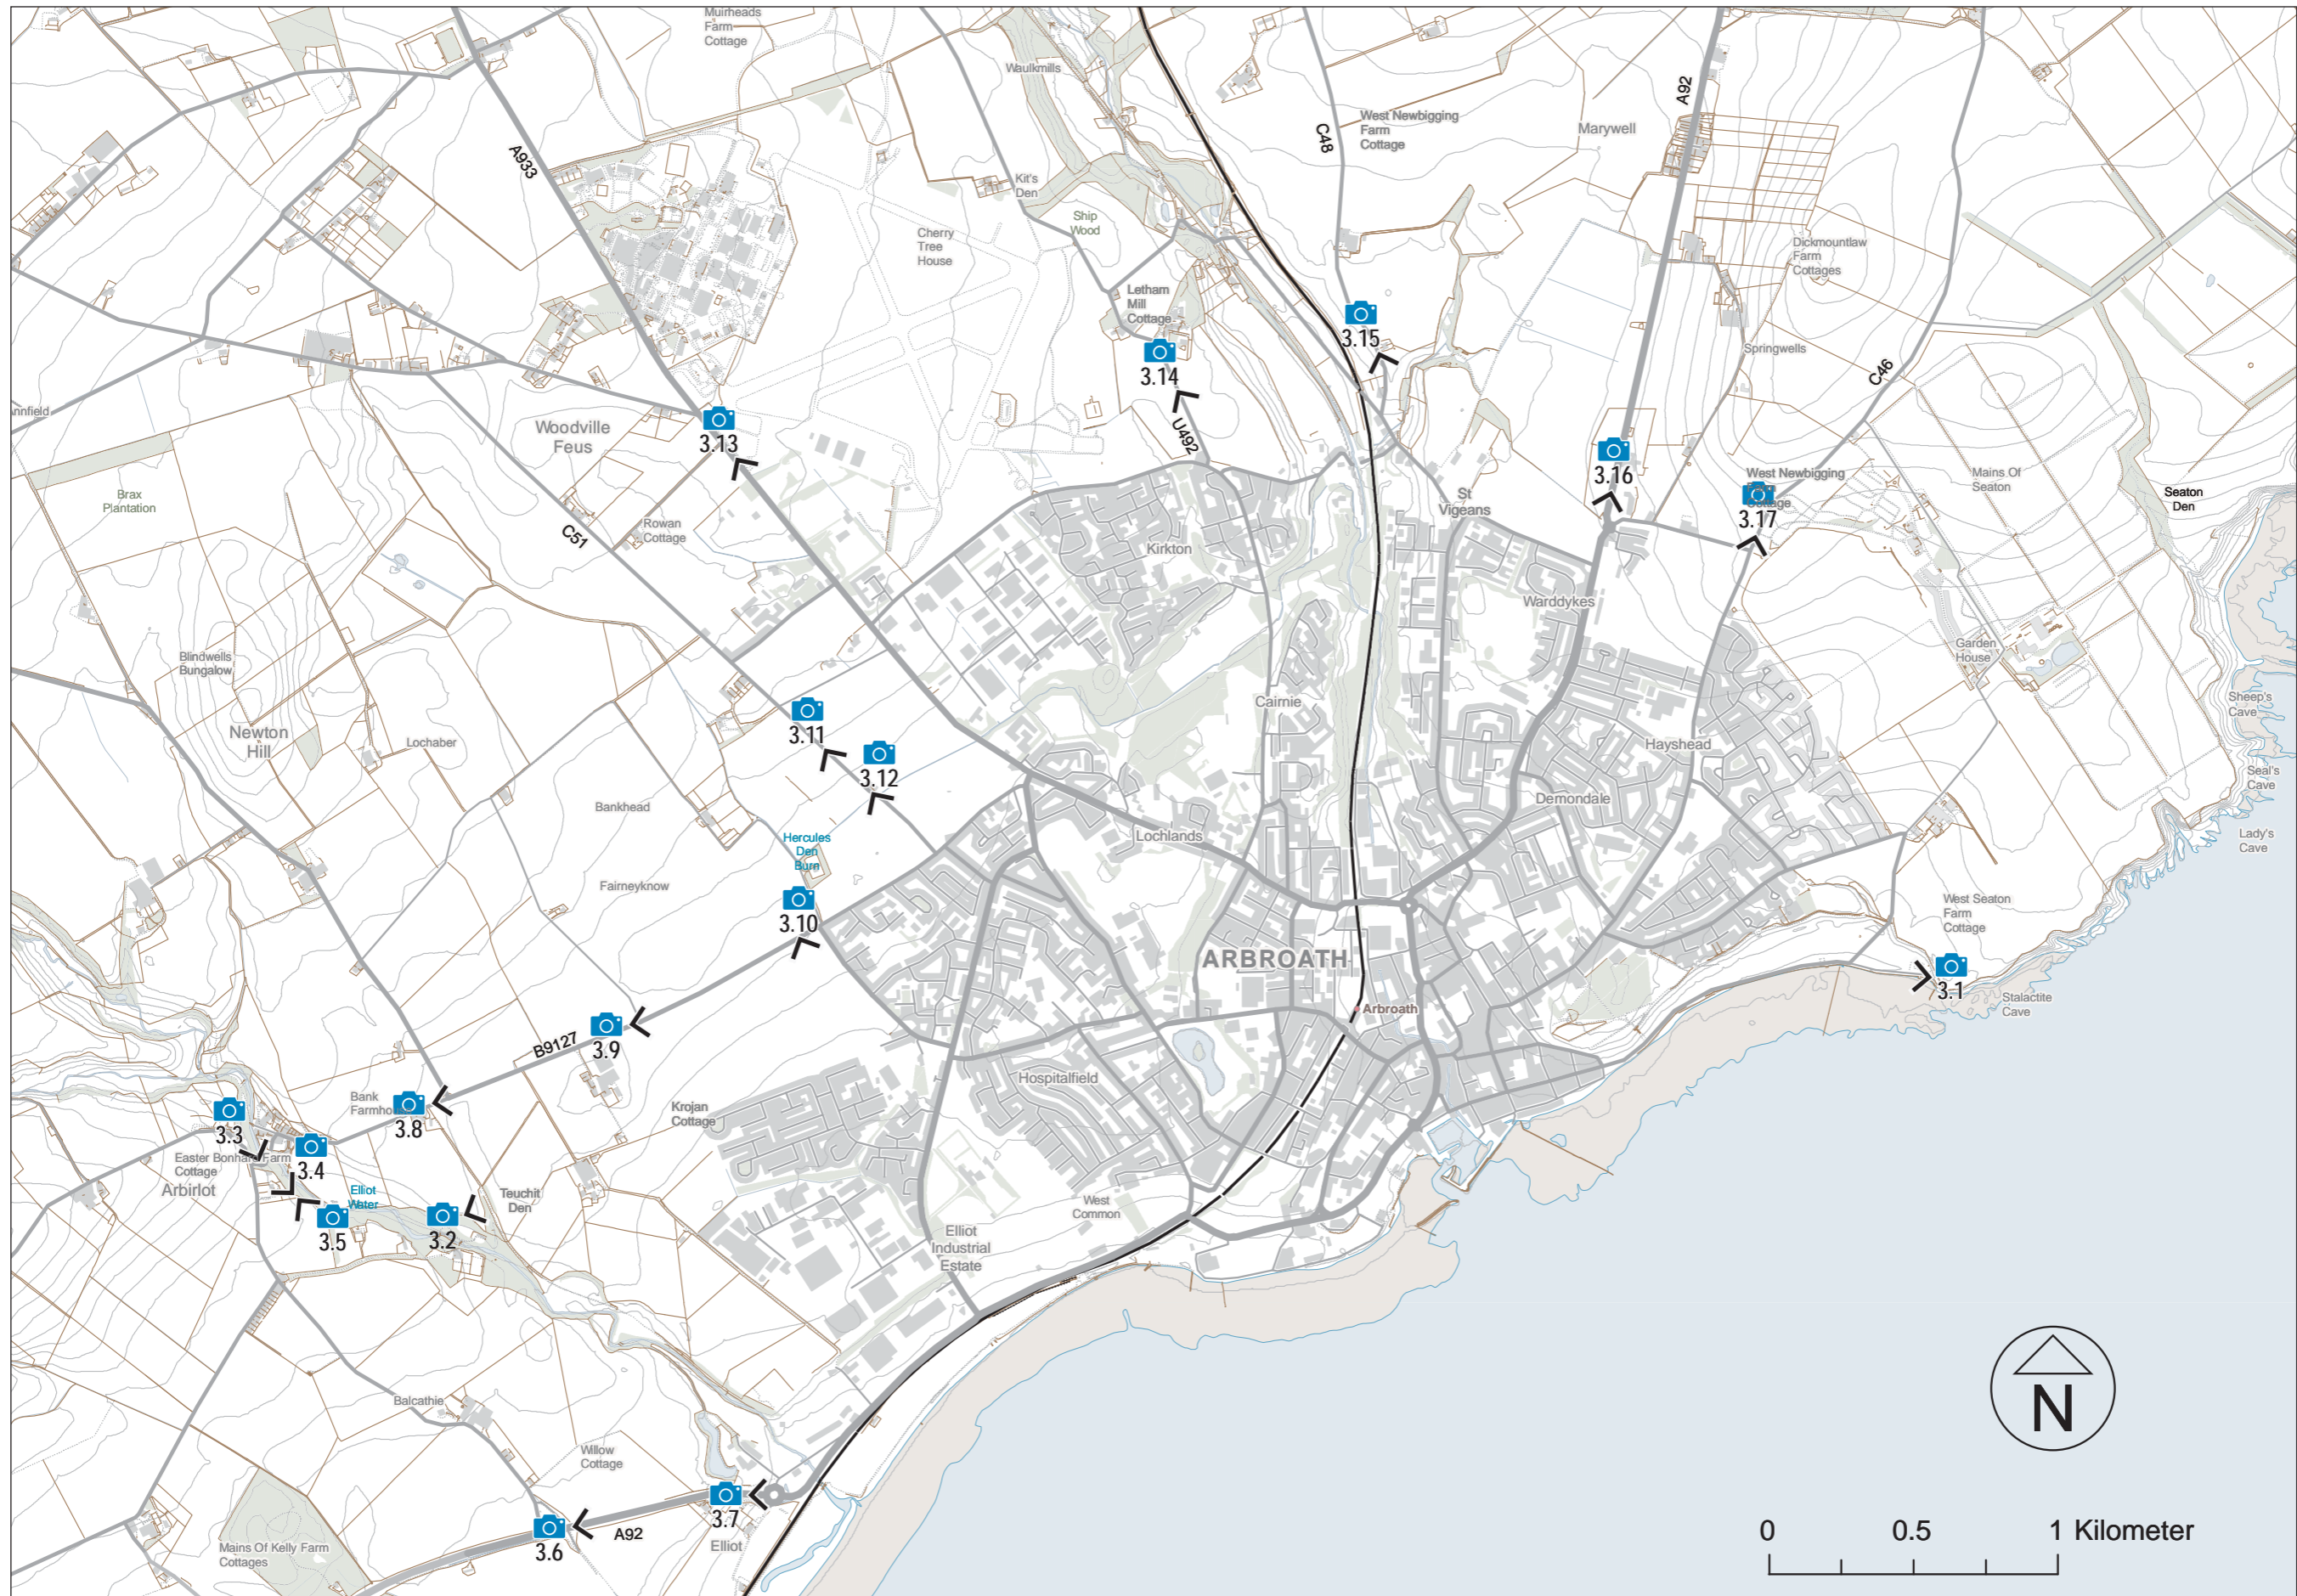 Muirheads
Farm
Cottage
Waulkmills
A933
C48
West Newbigging
Farm
Cottage
Marywell
A92
Kit's
Den
Ship
Wood
Cherry
Tree
House
Dickmountlaw
Farm
Cottages
Letham
Mill
Cottage
3.15
3.14
Springwells
C46
nnfield
Woodville
Feus
3.13
U492
Brax
Plantation
Rowan
Cottage
C51
St
Vigeans
3.16
West Newbigging
Farm
Cottage
3.17
Mains Of
Seaton
Seaton
Den
Kirkton
Warddykes
Garden
House
Blindwells
Bungalow
Newton
Hill
Lochaber
3.11
3.12
Cairnie
Hayshead
Sheep's
Cave
Seal's
Cave
Bankhead
Demondale
Lochlands
Lady's
Cave
Hercules
Den
Burn
Fairneyknow
3.10
West Seaton
Farm
Cottage
ARBROATH
3.1
Stalactite
Cave
Arbroath
B9127
3.9
Hospitalfield
Krojan
Cottage
Bank
Farmhouse
3.8
3.3
3.4
Easter Bonhard Farm
Cottage
Arbirlot
Elliot
Water
3.5
3.2
Teuchit
Den
West
Common
Elliot
Industrial
Estate
N
Balcathie
Willow
Cottage
3.7
A92
3.6
Elliot
Mains Of Kelly Farm
Cottages
0 0.5 1 Kilometer